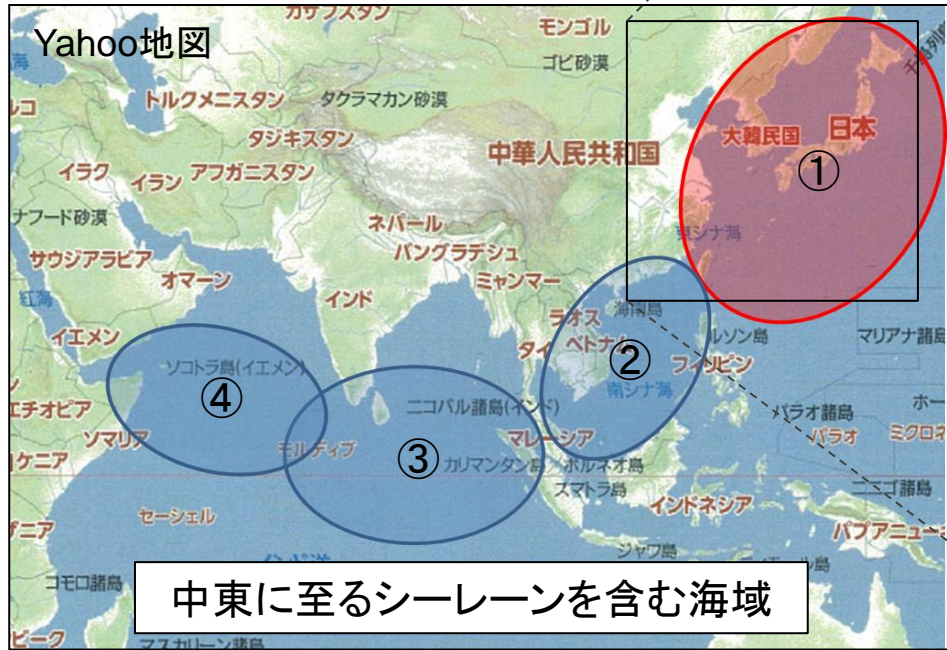 カザフスタン
モンゴル
Yahoo地図
ゴビ砂漠
トルクメニスタン
タクラマカン砂漠
タジキスタン
大韓民国
日本
中華人民共和国
①
イラク
イラン
アフガニスタン
ナフード砂漠
ネパール
東シナ海
サウジアラビア
バングラデシュ
オマーン
ミャンマー
紅海
インド
ラオス
海南島
イエメン
タイ
ベトナム
ルソン島
マリアナ諸島
ソコトラ島(イエメン)
②
フィリピン
④
南シナ海
エチオピア
ニコバル諸島(インド)
パラオ諸島
ソマリア
モルディブ
マレーシア
パラオ
ミクロネ
ケニア
③
カリマンタン島/ボルネオ島
スマトラ島
ニニゴ諸島
セーシェル
インドネシア
パプアニュー
ジャワ島
コモロ諸島
中東に至るシーレーンを含む海域
マスカリーン諸島